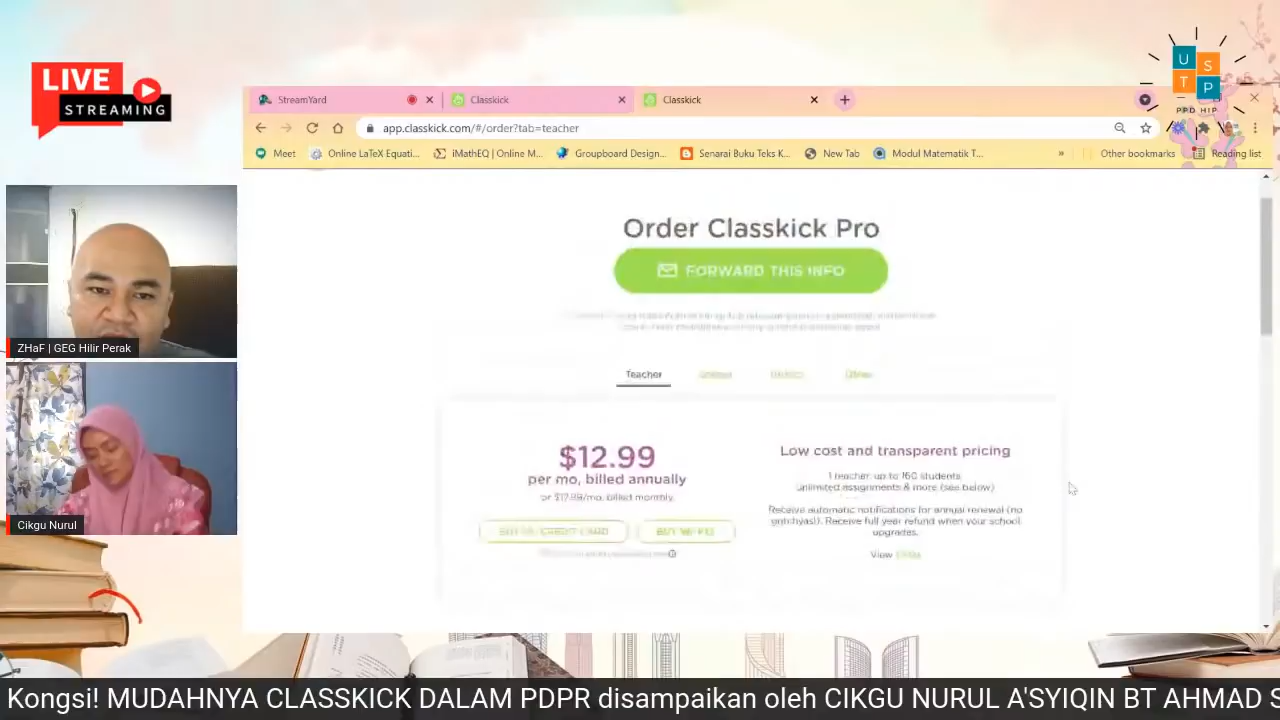 LIVE
STREAMING
U
S
T
P
PPD HIP
StreamYard
Classkick
Classkick
app.classkick.com/#/order?tab=teacher
Meet
Online LaTeX Equati...
iMathEQ | Online M...
Groupboard Design...
Senarai Buku Teks K...
New Tab
Modul Matematik T...
»
Other bookmarks
Reading list
Order Classkick Pro
FORWARD THIS INFO
Teacher
$12.99
per mo, billed annually
or $17.99/mo, billed monthly.
Low cost and transparent pricing
1 teacher, up to 160 students
unlimited assignments & more (see below)
Receive automatic notifications for annual renewal (no
gotchyas!). Receive full year refund when your school
upgrades.
View
ZHaF | GEG Hilir Perak
Cikgu Nurul
Kongsi! MUDAHNYA CLASSKICK DALAM PDPR disampaikan oleh CIKGU NURUL A'SYIQIN BT AHMAD S